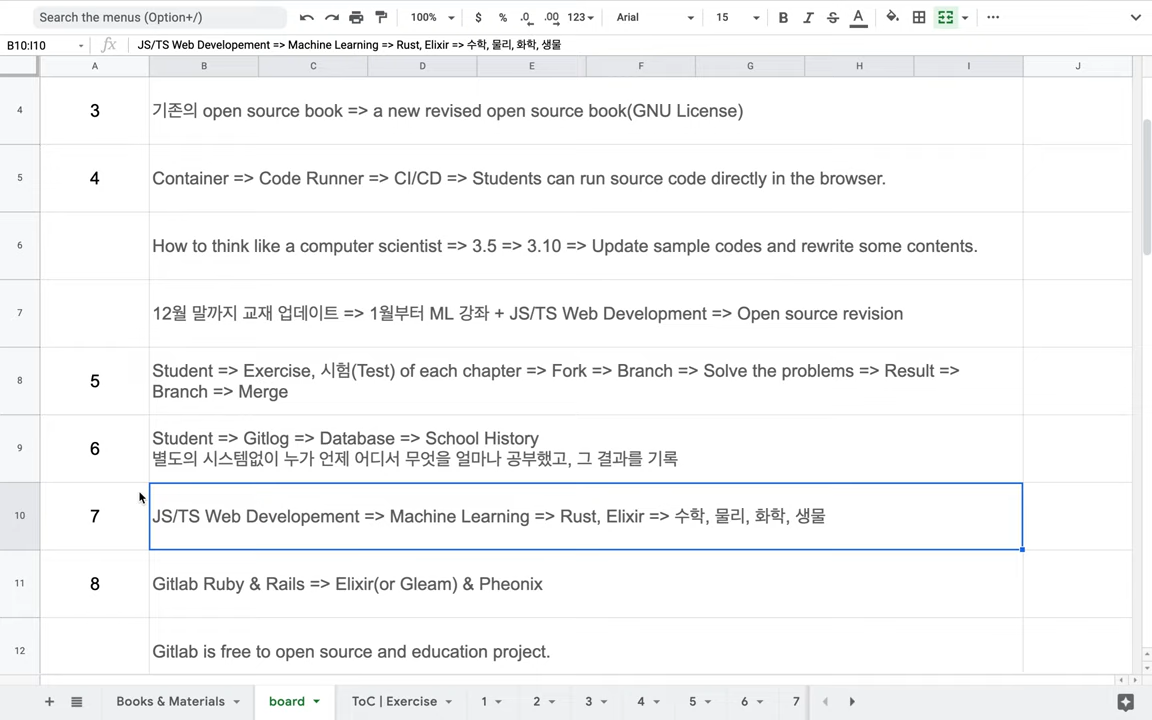 Search the menus (Option+/)
100%
$ % .0 .00 123
Arial
15
B I S A
B10:I10
fx
JS/TS Web Developement => Machine Learning => Rust, Elixir => 수학, 물리, 화학, 생물
A B C D E F G H I J
4 3 기존의 open source book => a new revised open source book(GNU License)
5 4 Container => Code Runner => CI/CD => Students can run source code directly in the browser.
6 How to think like a computer scientist => 3.5 => 3.10 => Update sample codes and rewrite some contents.
7 12월 말까지 교재 업데이트 => 1월부터 ML 강좌 + JS/TS Web Development => Open source revision
8 5 Student => Exercise, 시험(Test) of each chapter => Fork => Branch => Solve the problems => Result =>
Branch => Merge
9 6 Student => Gitlog => Database => School History
별도의 시스템없이 누가 언제 어디서 무엇을 얼마나 공부했고, 그 결과를 기록
10 7 JS/TS Web Developement => Machine Learning => Rust, Elixir => 수학, 물리, 화학, 생물
11 8 Gitlab Ruby & Rails => Elixir(or Gleam) & Pheonix
12 Gitlab is free to open source and education project.
Books & Materials board ToC | Exercise 1 2 3 4 5 6 7